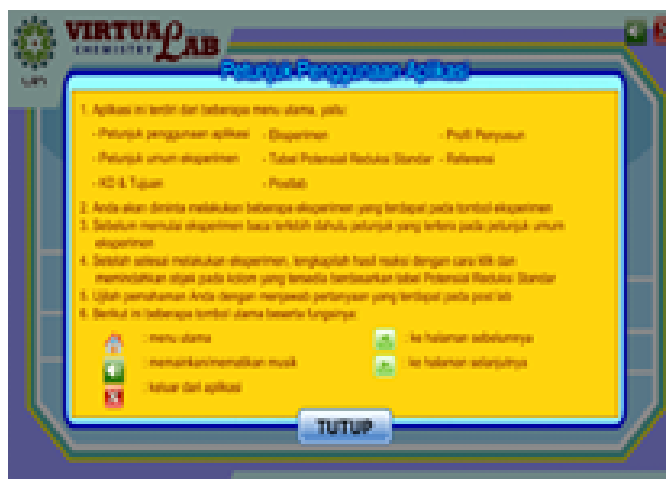 VIRTUAL LAB
CHEMISTRY
Petunjuk Penggunaan Aplikasi
1. Aplikasi ini terdiri dari beberapa menu utama, yaitu:
- Petunjuk penggunaan aplikasi - Eksperimen - Profil Penyusun
- Petunjuk umum eksperimen - Tabel Potensial Reduksi Standar - Referensi
- KD & Tujuan - Postlab
2. Anda akan diminta melakukan beberapa eksperimen yang terdapat pada tombol eksperimen
3. Sebelum memulai eksperimen baca terlebih dahulu petunjuk yang tertera pada petunjuk umum
eksperimen
4. Setelah selesai melakukan eksperimen, lengkapilah hasil reaksi dengan cara klik dan
memindahkan objek pada kolom yang tersedia berdasarkan tabel Potensial Reduksi Standar
5. Ujilah pemahaman Anda dengan menjawab pertanyaan yang terdapat pada post lab
6. Berikut ini beberapa tombol utama beserta fungsinya:
: menu utama : ke halaman sebelumnya
: memainkan/mematikan musik : ke halaman selanjutnya
: keluar dari aplikasi
TUTUP